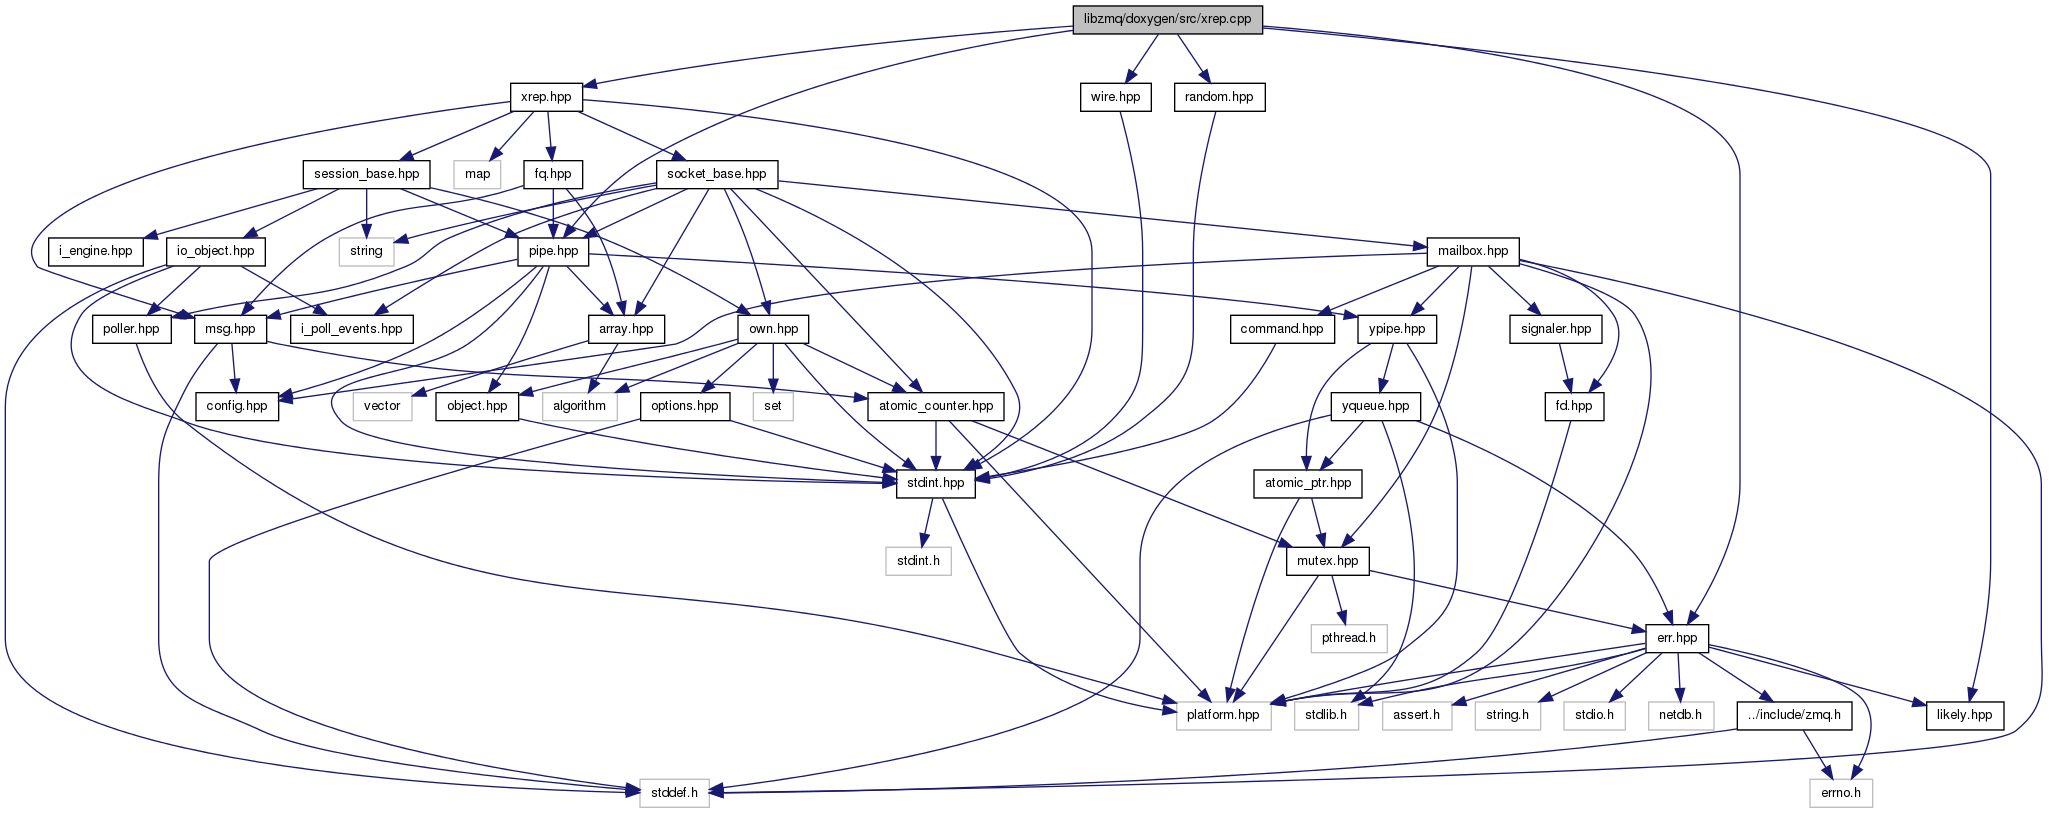 libzmq/doxygen/src/xrep.cpp
xrep.hpp
wire.hpp
random.hpp
session_base.hpp
map
fq.hpp
socket_base.hpp
i_engine.hpp
io_object.hpp
string
pipe.hpp
mailbox.hpp
poller.hpp
msg.hpp
i_poll_events.hpp
array.hpp
own.hpp
command.hpp
ypipe.hpp
signaler.hpp
config.hpp
vector
object.hpp
algorithm
options.hpp
set
atomic_counter.hpp
yqueue.hpp
fd.hpp
stdint.hpp
atomic_ptr.hpp
stdint.h
mutex.hpp
pthread.h
err.hpp
platform.hpp
stdlib.h
assert.h
string.h
stdio.h
netdb.h
../include/zmq.h
likely.hpp
stddef.h
errno.h